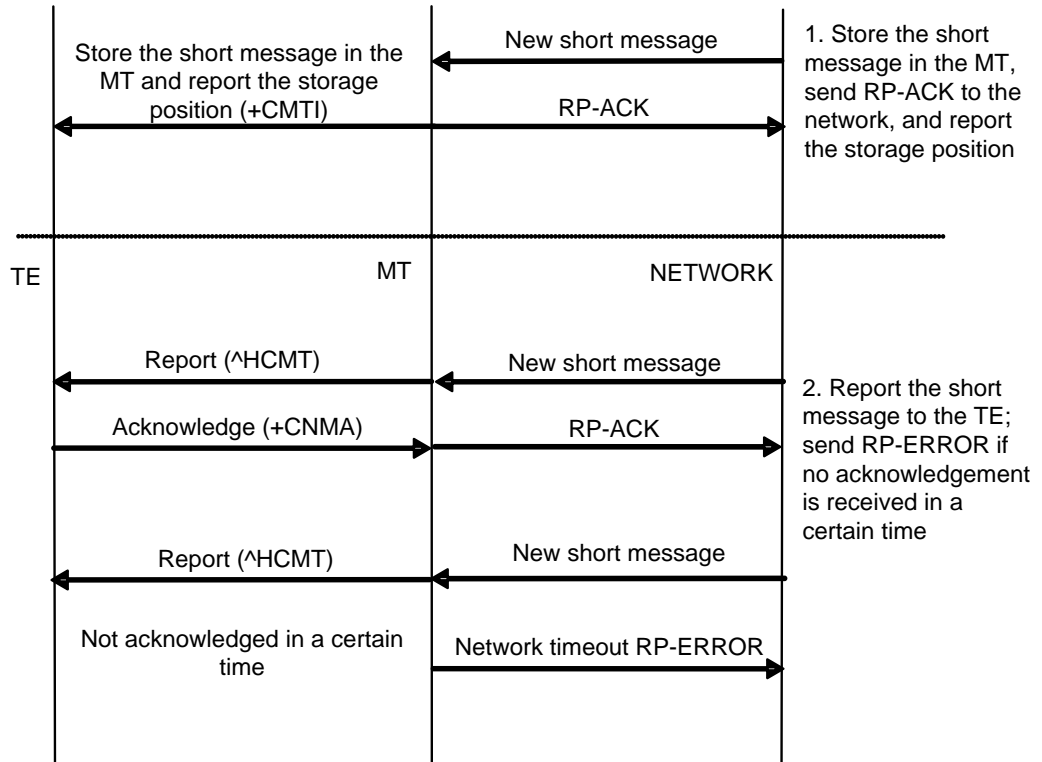 Store the short message in the
MT and report the storage
position (+CMTI)
New short message
RP-ACK
1. Store the short
message in the MT,
send RP-ACK to the
network, and report
the storage position
TE
MT
NETWORK
Report (^HCMT)
New short message
Acknowledge (+CNMA)
RP-ACK
2. Report the short
message to the TE;
send RP-ERROR if
no acknowledgement
is received in a
certain time
Report (^HCMT)
New short message
Not acknowledged in a certain
time
Network timeout RP-ERROR